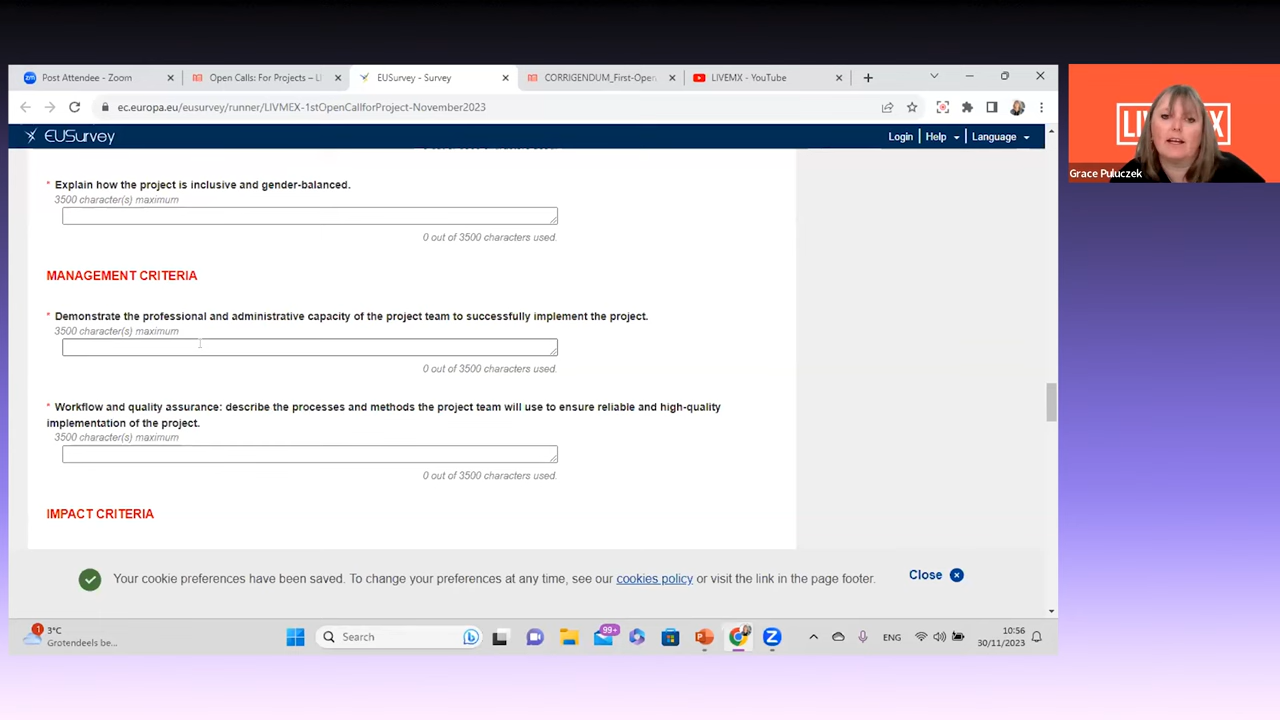 Post Attendee - Zoom
Open Calls: For Projects – LI
EUSurvey - Survey
CORRIGENDUM_First-Open
LIVEMX - YouTube
ec.europa.eu/eusurvey/runner/LIVMEX-1stOpenCallforProject-November2023
EUSurvey
Login
Help
Language
* Explain how the project is inclusive and gender-balanced.
3500 character(s) maximum
0 out of 3500 characters used.
MANAGEMENT CRITERIA
* Demonstrate the professional and administrative capacity of the project team to successfully implement the project.
3500 character(s) maximum
0 out of 3500 characters used.
* Workflow and quality assurance: describe the processes and methods the project team will use to ensure reliable and high-quality
implementation of the project.
3500 character(s) maximum
0 out of 3500 characters used.
IMPACT CRITERIA
Your cookie preferences have been saved. To change your preferences at any time, see our cookies policy or visit the link in the page footer.
Close
1
3°C
Grotendeels be...
Search
99+
ENG
10:56
30/11/2023
Grace Puluczek